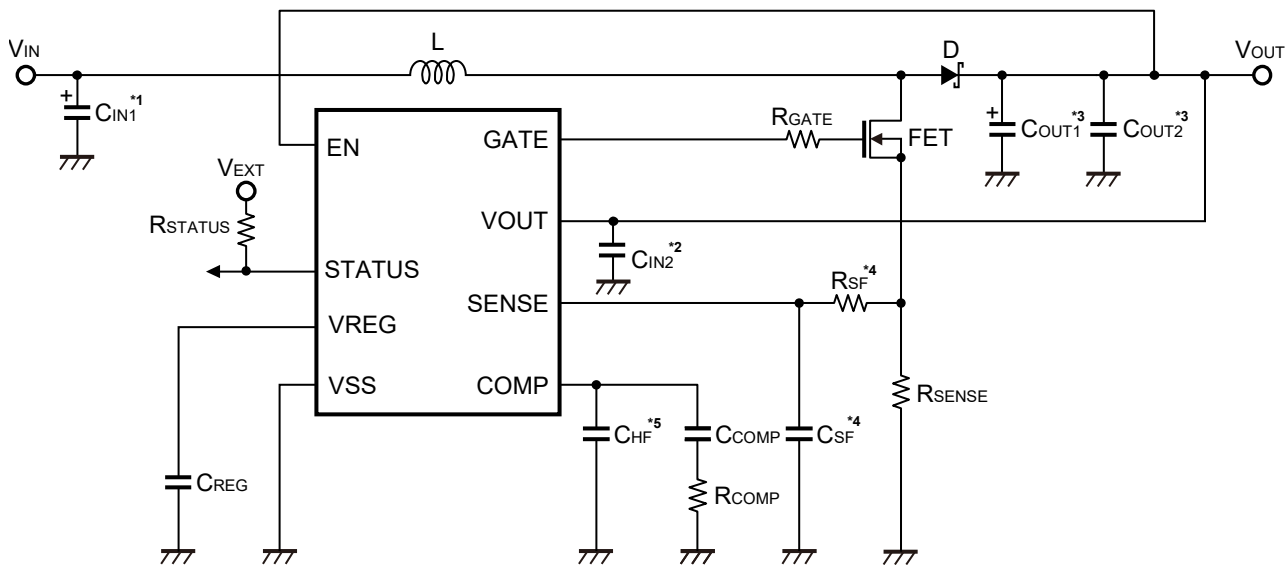 VIN
L
D
VOUT
CIN1*1
EN
GATE
RGATE
FET
COUT1*3
COUT2*3
VEXT
RSTATUS
VOUT
CIN2*2
STATUS
RSF*4
SENSE
VREG
VSS
COMP
RSENSE
CHF*5
CCOMP
CSF*4
CREG
RCOMP
+
+